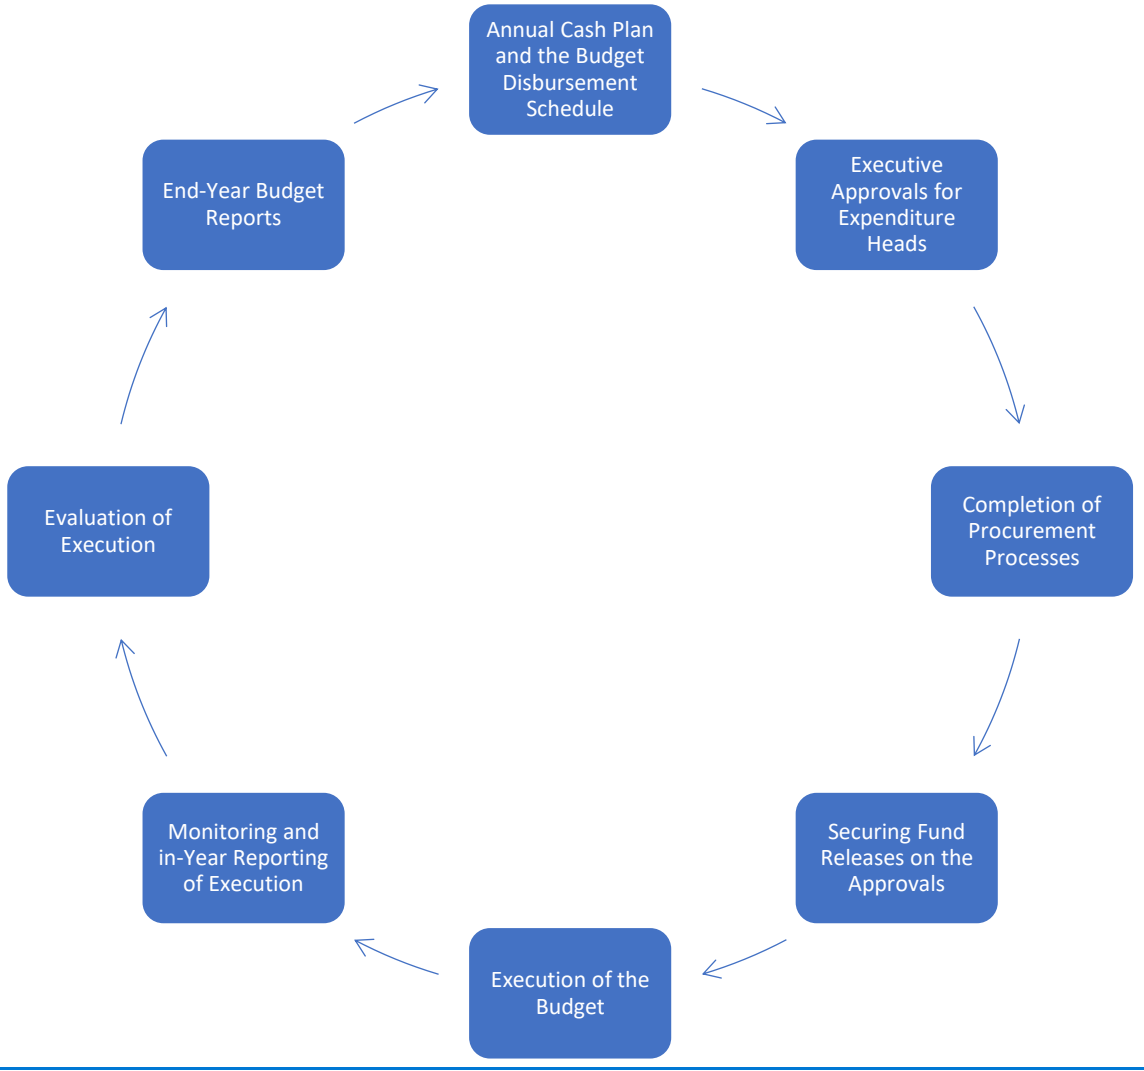 Annual Cash Plan
and the Budget
Disbursement
Schedule
Executive
Approvals for
Expenditure
Heads
Completion of
Procurement
Processes
Securing Fund
Releases on the
Approvals
Execution of the
Budget
Monitoring and
in-Year Reporting
of Execution
Evaluation of
Execution
End-Year Budget
Reports